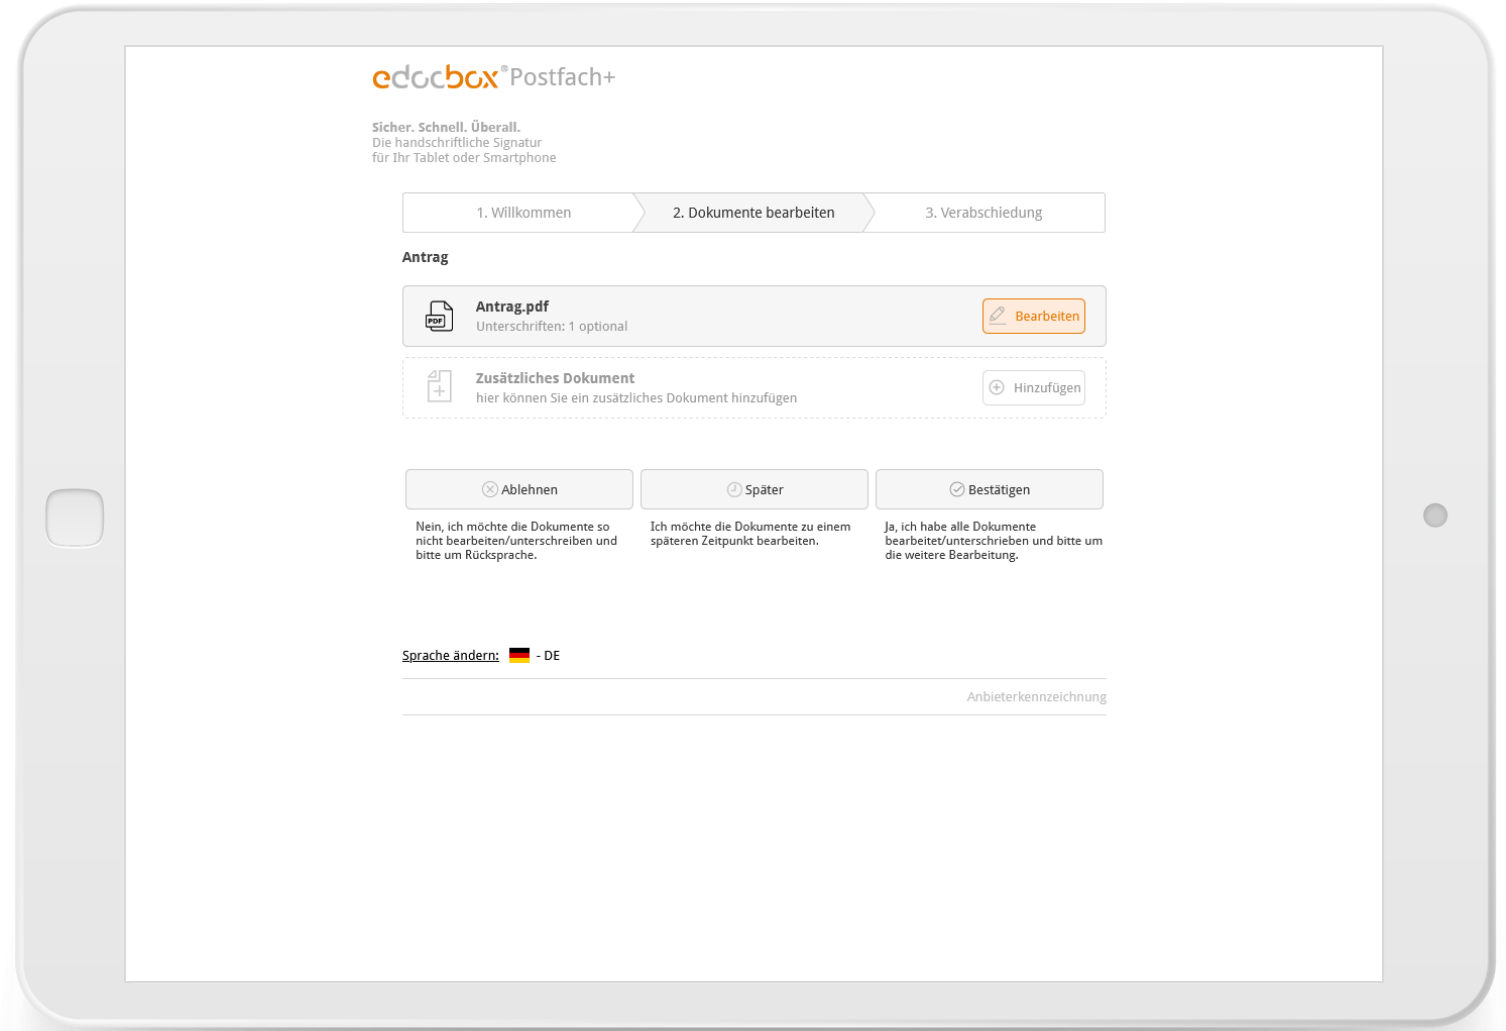 edocbox® Postfach+
Sicher. Schnell. Überall.
Die handschriftliche Signatur
für Ihr Tablet oder Smartphone
1. Willkommen
2. Dokumente bearbeiten
3. Verabschiedung
Antrag
Antrag.pdf
PDF
Unterschriften: 1 optional
Bearbeiten
Zusätzliches Dokument
hier können Sie ein zusätzliches Dokument hinzufügen
Hinzufügen
Ablehnen
Nein, ich möchte die Dokumente so
nicht bearbeiten/unterschreiben und
bitte um Rücksprache.
Später
Ich möchte die Dokumente zu einem
späteren Zeitpunkt bearbeiten.
Bestätigen
Ja, ich habe alle Dokumente
bearbeitet/unterschrieben und bitte um
die weitere Bearbeitung.
Sprache ändern: - DE
Anbieterkennzeichnung